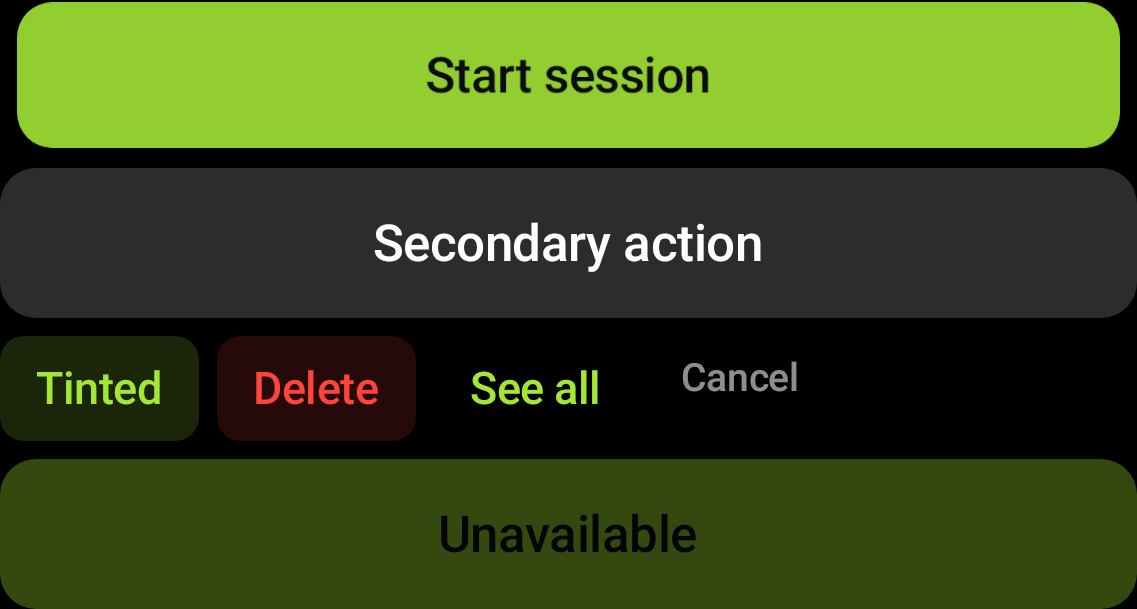 Start session
Secondary action
Tinted Delete See all Cancel
Unavailable